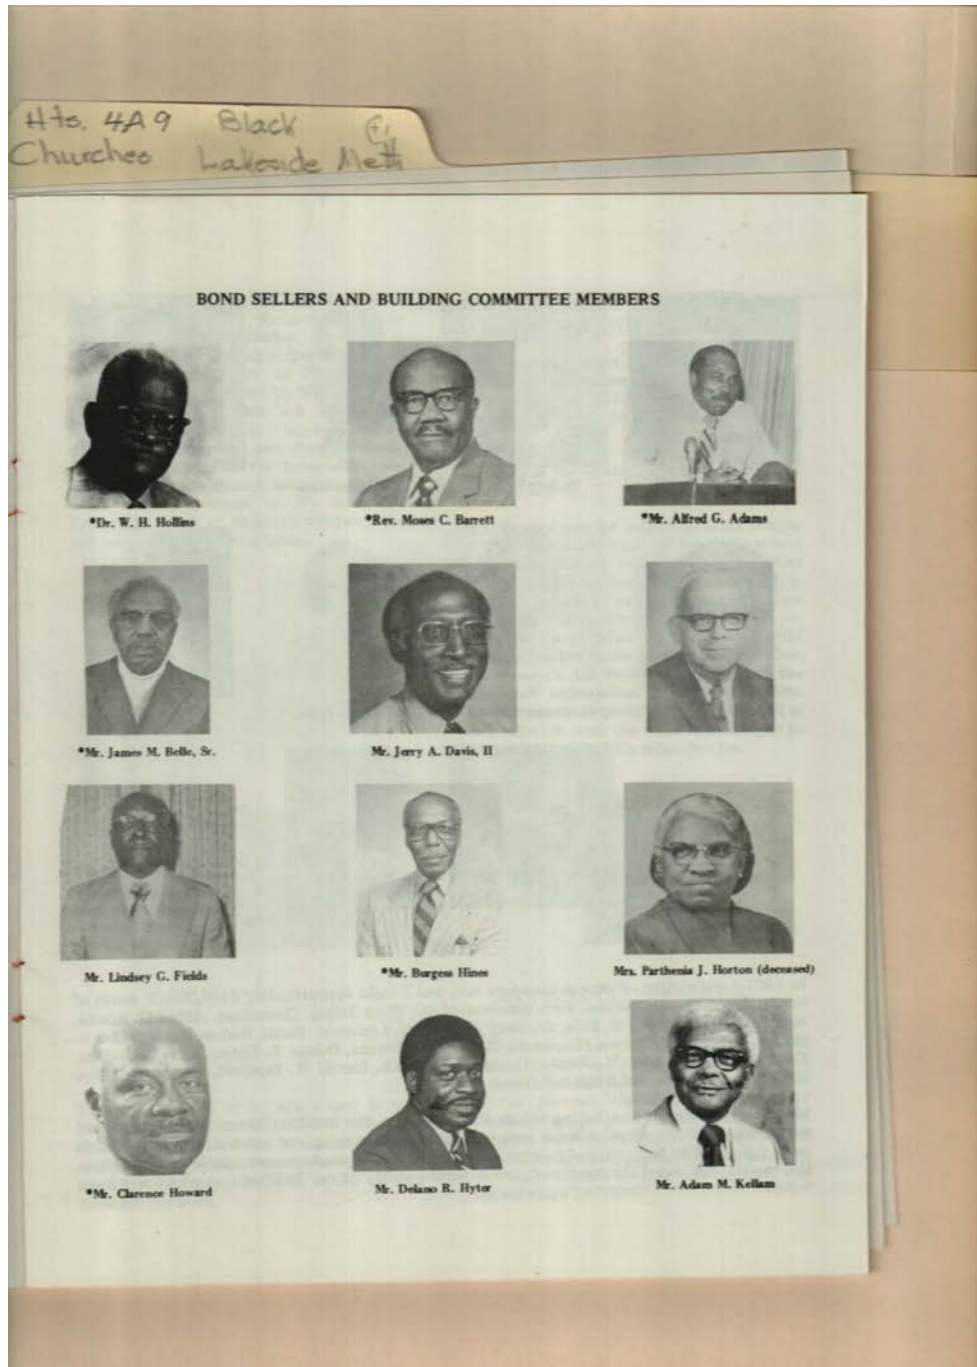 Hts. 4A9 Black
Churches Lakeside Meth
BOND SELLERS AND BUILDING COMMITTEE MEMBERS
*Dr. W. H. Hollins
*Rev. Moses C. Barrett
*Mr. Alfred G. Adams
*Mr. James M. Belle, Sr.
Mr. Jerry A. Davis, II
Mr. Lindsey G. Fields
*Mr. Burgess Hines
Mrs. Parthenia J. Horton (deceased)
*Mr. Clarence Howard
Mr. Delano R. Hyter
Mr. Adam M. Kellam